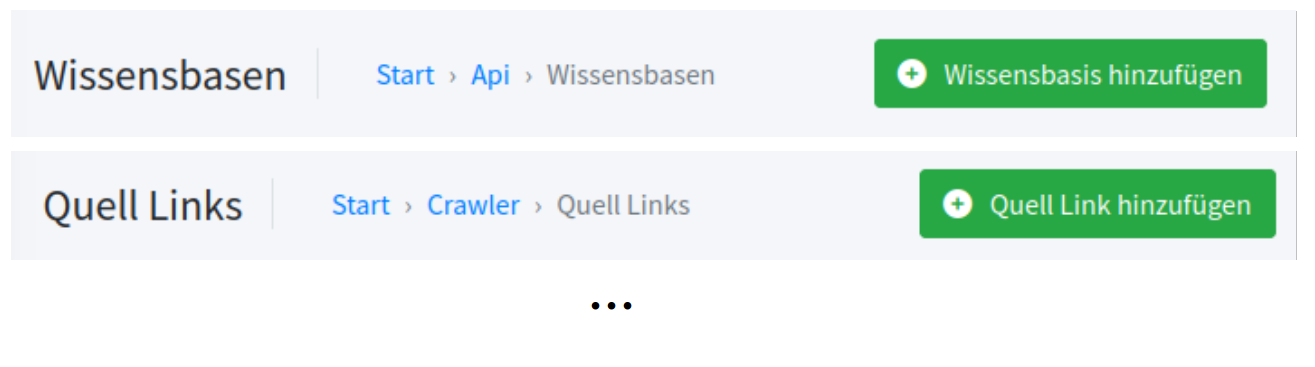 Wissensbasen Start › Api › Wissensbasen Wissensbasis hinzufügen
Quell Links Start › Crawler › Quell Links Quell Link hinzufügen
...